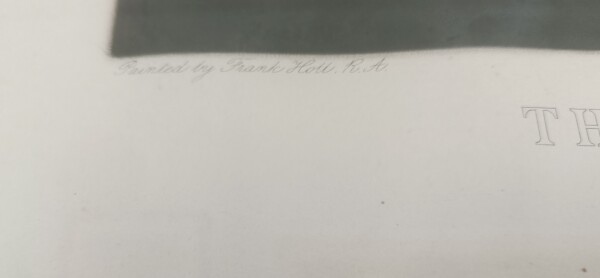 Painted by Frank Holl. R.A
TH